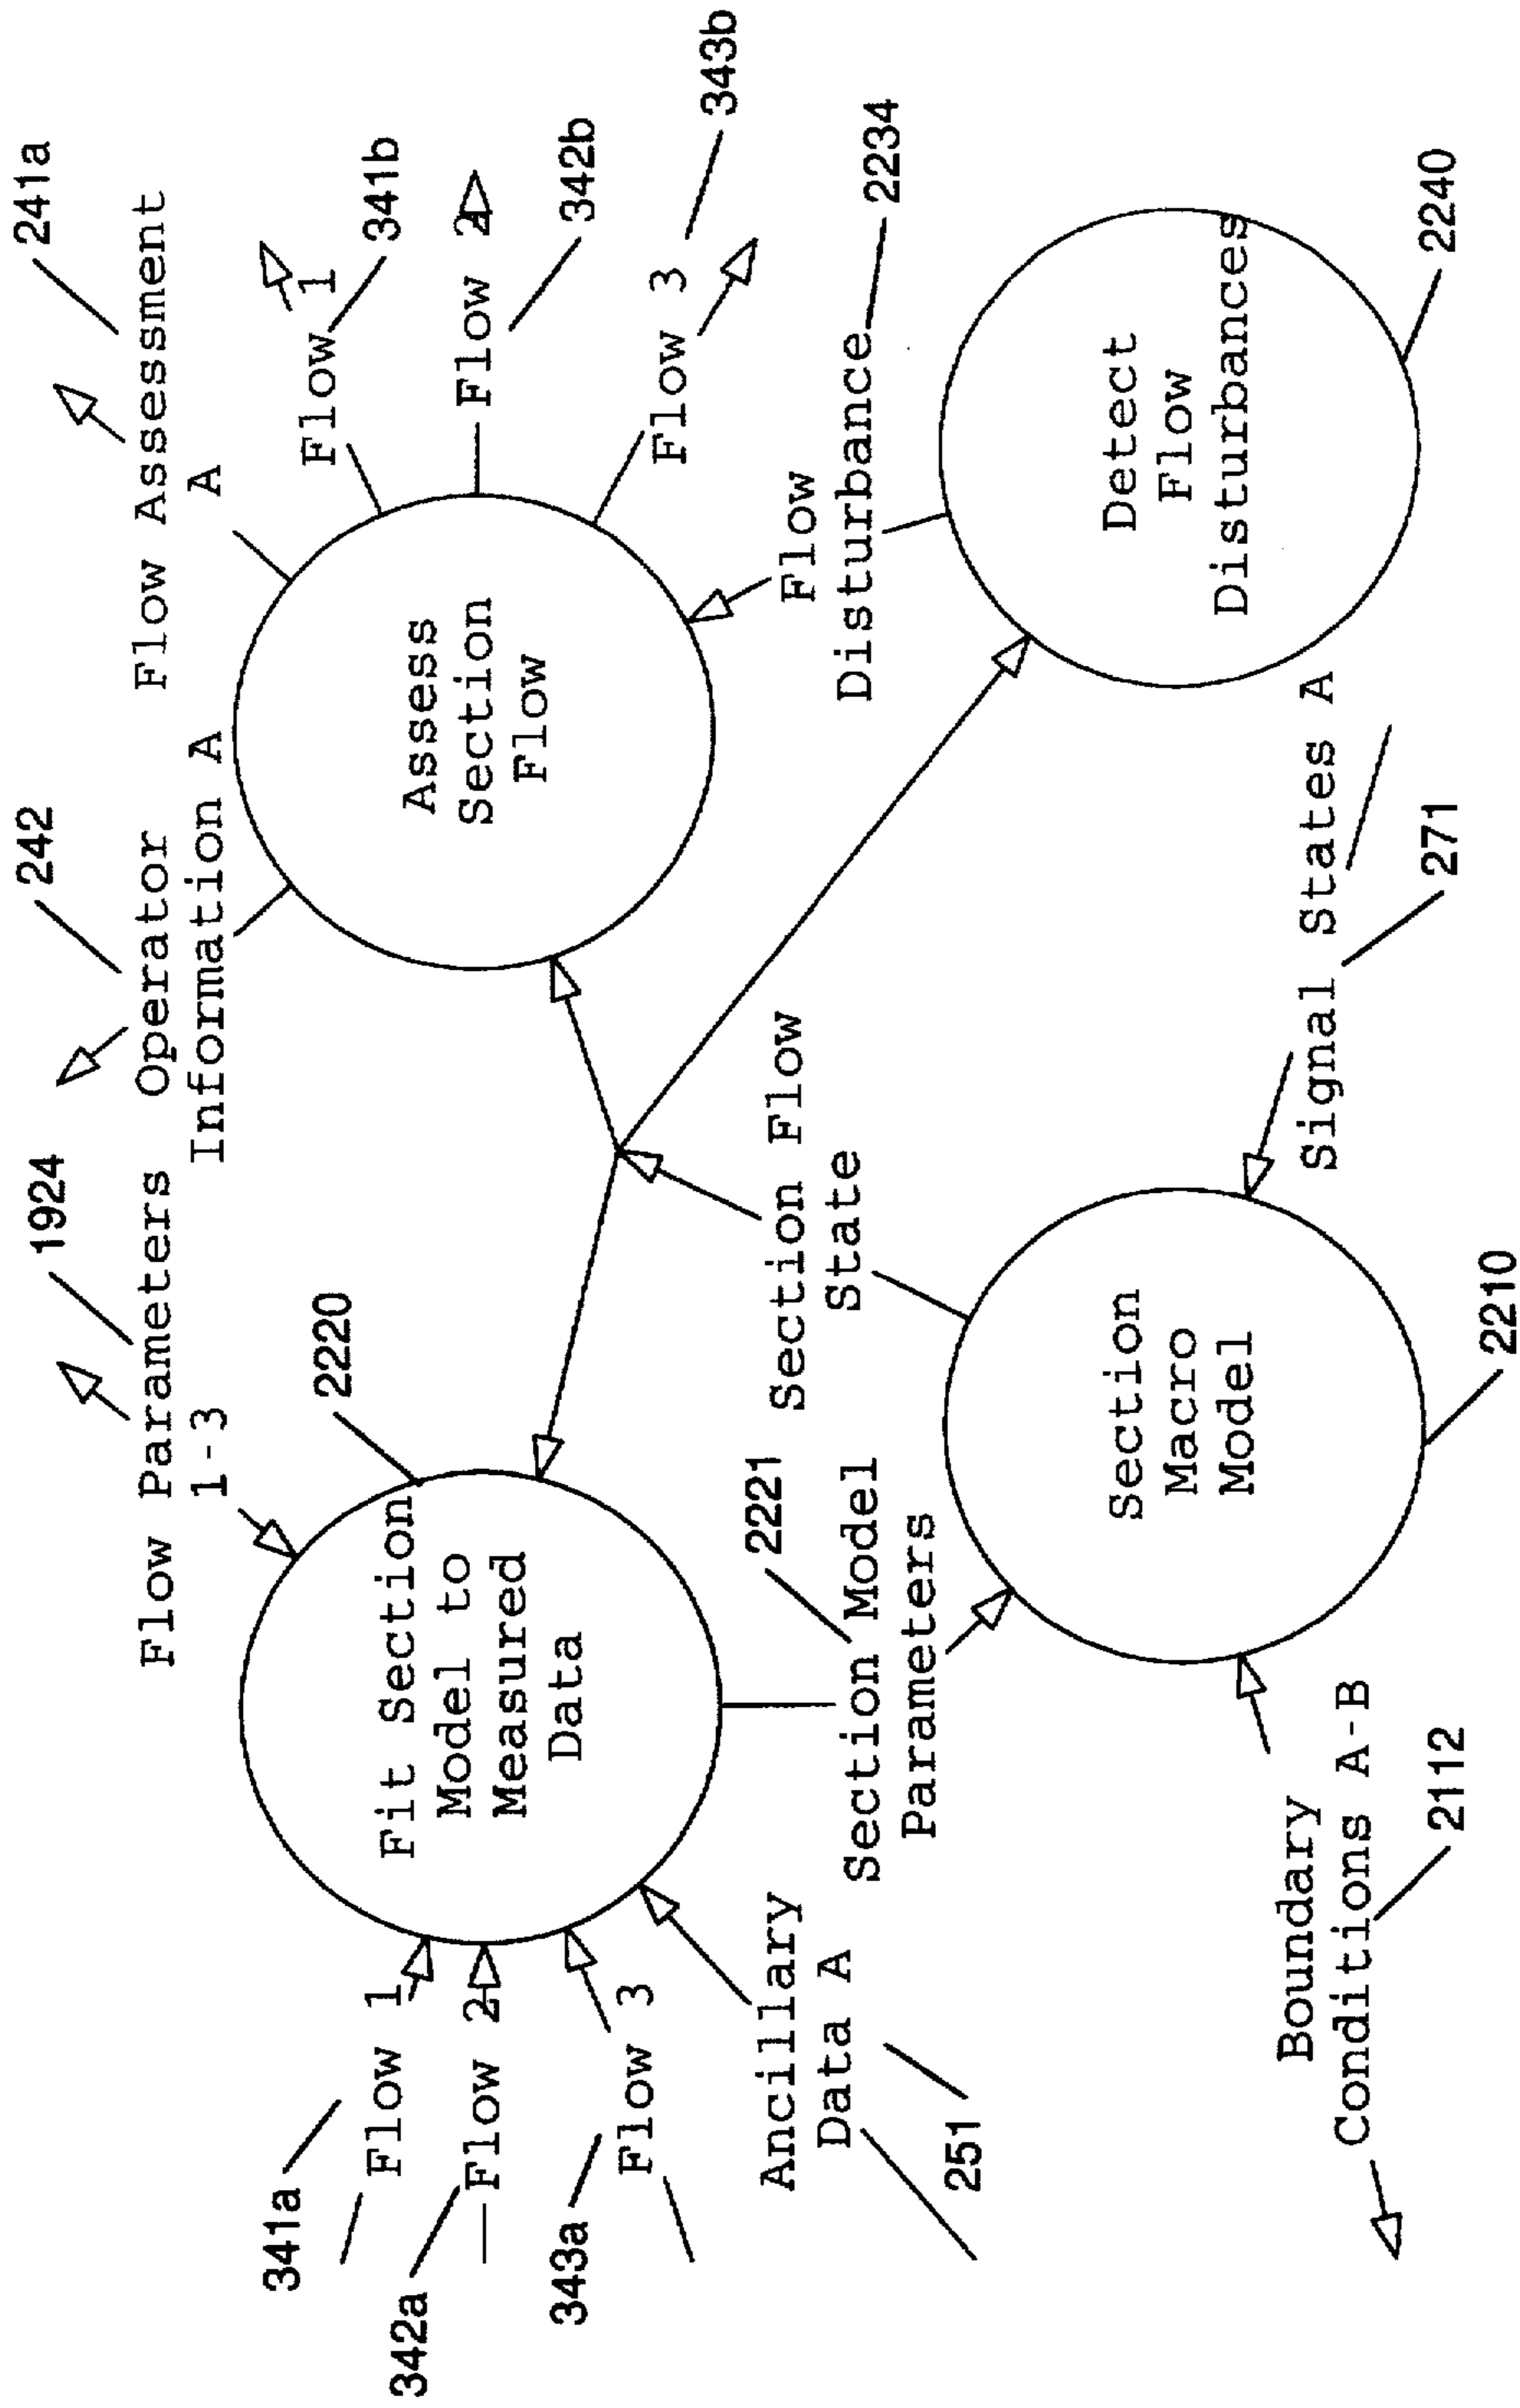 1924
242
241a
Flow Parameters
1-3
Operator
Information A
Flow Assessment
A
2220
341a
Flow 1
342a
Flow 2
343a
Flow 3
Fit Section
Model to
Measured
Data
Assess
Section
Flow
Flow 1
341b
Flow 2
342b
Flow 3
343b
Ancillary
Data A
251
2221
Section Model
Parameters
Section Flow
State
Flow
Disturbance
2234
Section
Macro
Model
Detect
Flow
Disturbances
Boundary
Conditions A-B
2112
2210
Signal States A
271
2240